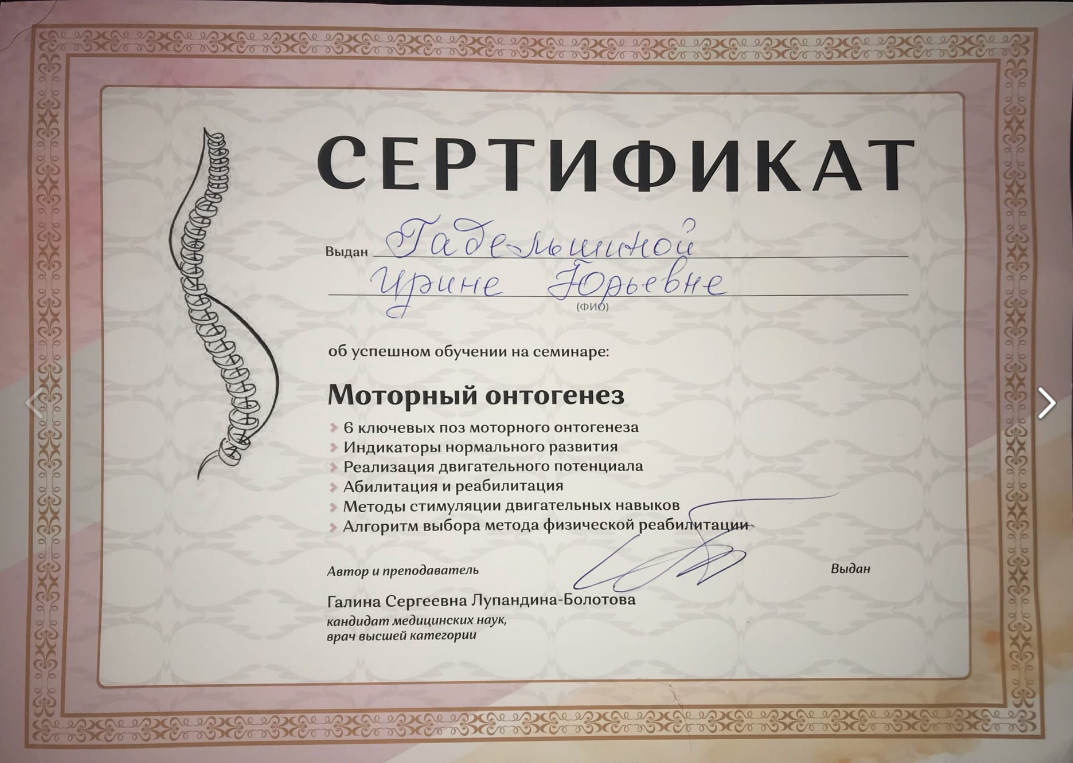 СЕРТИФИКАТ
Выдан Гадельшиной
Ирине Юрьевне
(ФИО)
об успешном обучении на семинаре:
Моторный онтогенез
6 ключевых поз моторного онтогенеза
Индикаторы нормального развития
Реализация двигательного потенциала
Абилитация и реабилитация
Методы стимуляции двигательных навыков
Алгоритм выбора метода физической реабилитации
Автор и преподаватель
Выдан
Галина Сергеевна Лупандина-Болотова
кандидат медицинских наук,
врач высшей категории